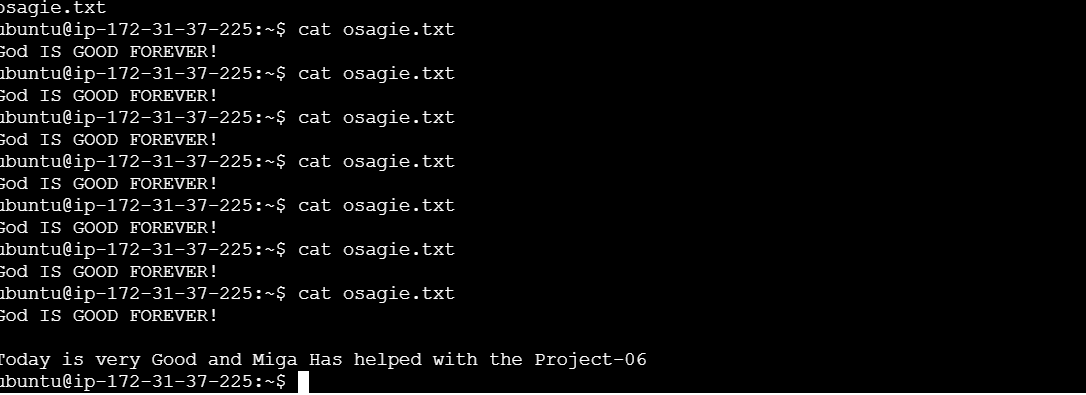 osagie.txt
ubuntu@ip-172-31-37-225:~$ cat osagie.txt
God IS GOOD FOREVER!
ubuntu@ip-172-31-37-225:~$ cat osagie.txt
God IS GOOD FOREVER!
ubuntu@ip-172-31-37-225:~$ cat osagie.txt
God IS GOOD FOREVER!
ubuntu@ip-172-31-37-225:~$ cat osagie.txt
God IS GOOD FOREVER!
ubuntu@ip-172-31-37-225:~$ cat osagie.txt
God IS GOOD FOREVER!
ubuntu@ip-172-31-37-225:~$ cat osagie.txt
God IS GOOD FOREVER!
ubuntu@ip-172-31-37-225:~$ cat osagie.txt
God IS GOOD FOREVER!
Today is very Good and Miga Has helped with the Project-06
ubuntu@ip-172-31-37-225:~$